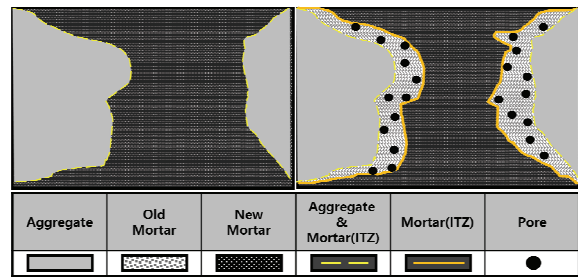 Aggregate
Old
Mortar
New
Mortar
Aggregate
&
Mortar(ITZ)
Mortar(ITZ)
Pore